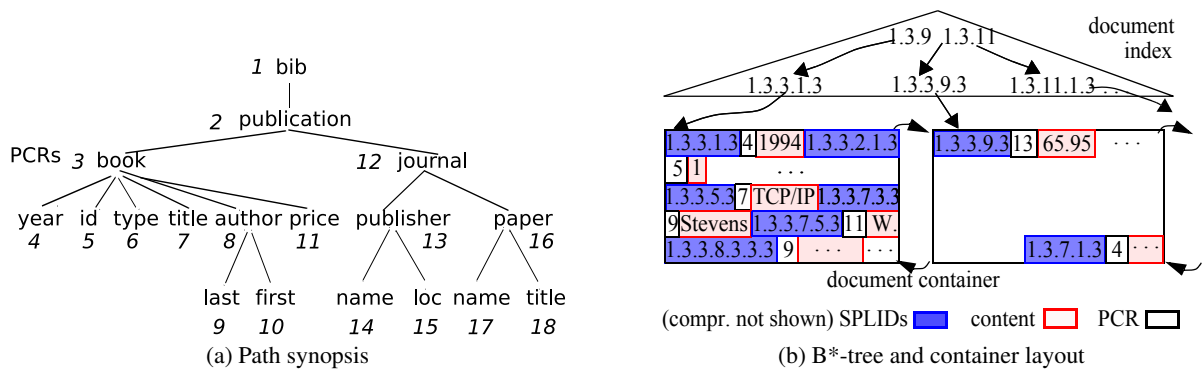 1 bib
2 publication
PCRs 3 book 12 journal
year id type title author price publisher paper
4 5 6 7 8 11 13 16
last first name loc name title
9 10 14 15 17 18
(a) Path synopsis
document index
1.3.9 1.3.11
1.3.3.1.3 1.3.3.9.3 1.3.11.1.3 . . .
1.3.3.1.3 4 1994 1.3.3.2.1.3
5 1 . . .
1.3.3.5.3 7 TCP/IP 1.3.3.7.3.3
9 Stevens 1.3.3.7.5.3 11 W.
1.3.3.8.3.3.3 9 . . . . . .
1.3.3.9.3 13 65.95 . . .
1.3.7.1.3 4 . . .
document container
(compr. not shown) SPLIDs content PCR
(b) B*-tree and container layout